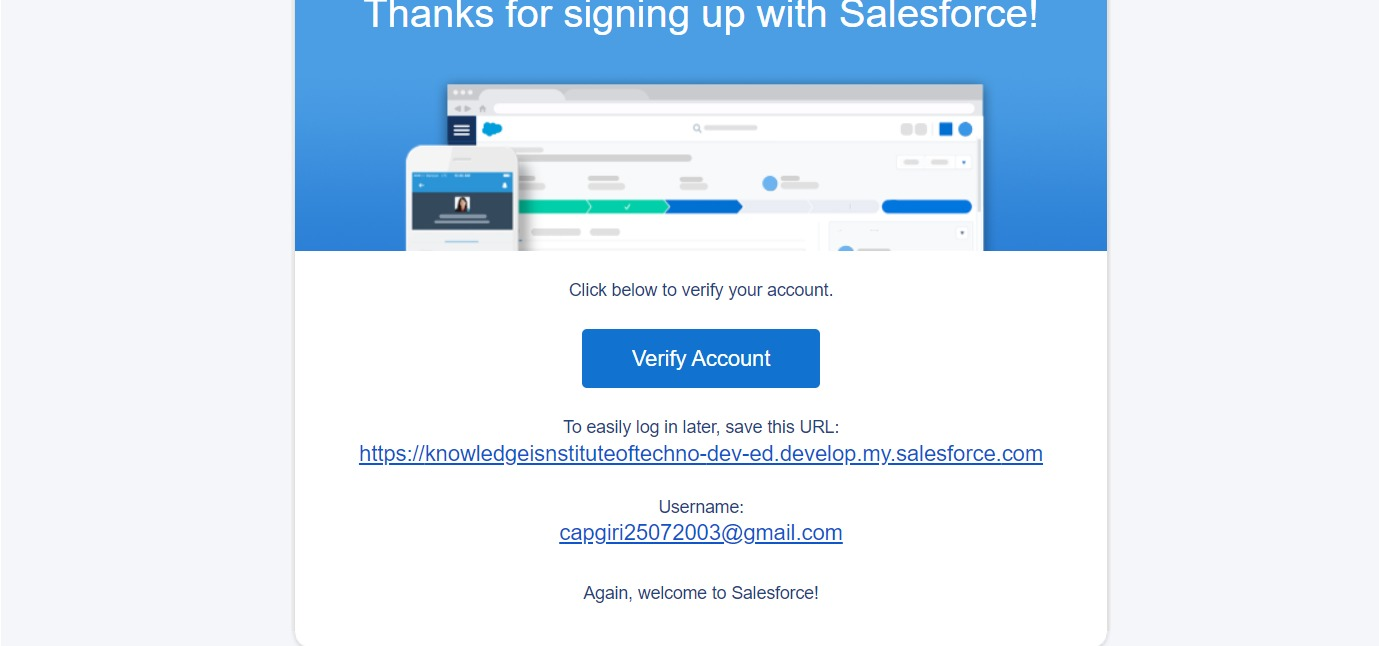 Thanks for signing up with Salesforce!
Click below to verify your account.
Verify Account
To easily log in later, save this URL:
https://knowledgeisnstituteoftechno-dev-ed.develop.my.salesforce.com
Username:
capgiri25072003@gmail.com
Again, welcome to Salesforce!